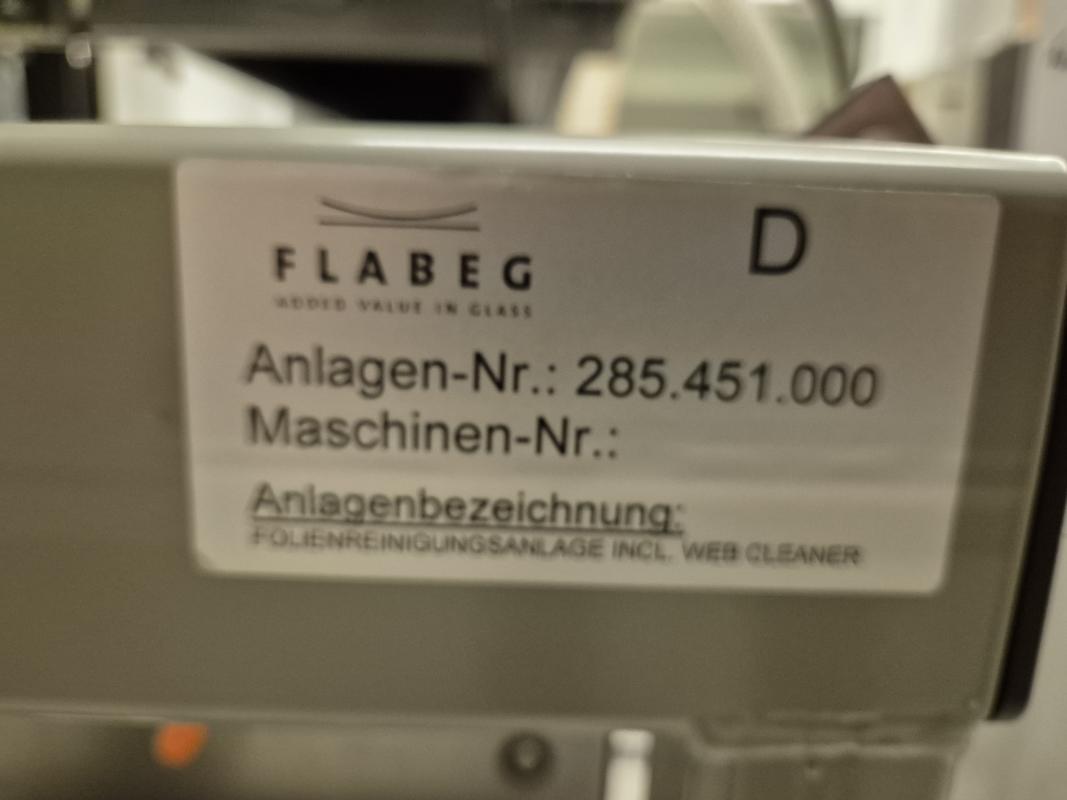 FLABEG
D
ADDED VALUE IN GLASS
Anlagen-Nr.: 285.451.000
Maschinen-Nr.:
Anlagenbezeichnung:
FOLIENREINIGUNGSANLAGE INCL. WEB CLEANER